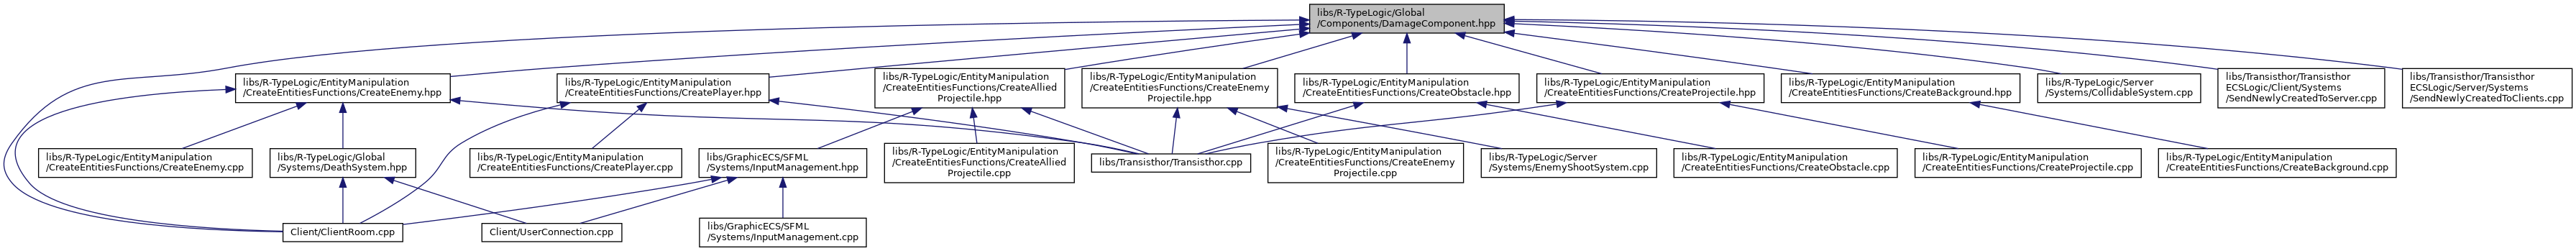 libs/R-TypeLogic/Global
/Components/DamageComponent.hpp
libs/R-TypeLogic/EntityManipulation
/CreateEntitiesFunctions/CreateEnemy.hpp
libs/R-TypeLogic/EntityManipulation
/CreateEntitiesFunctions/CreatePlayer.hpp
libs/R-TypeLogic/EntityManipulation
/CreateEntitiesFunctions/CreateAllied
Projectile.hpp
libs/R-TypeLogic/EntityManipulation
/CreateEntitiesFunctions/CreateEnemy
Projectile.hpp
libs/R-TypeLogic/EntityManipulation
/CreateEntitiesFunctions/CreateObstacle.hpp
libs/R-TypeLogic/EntityManipulation
/CreateEntitiesFunctions/CreateProjectile.hpp
libs/R-TypeLogic/EntityManipulation
/CreateEntitiesFunctions/CreateBackground.hpp
libs/R-TypeLogic/Server
/Systems/CollidableSystem.cpp
libs/Transisthor/Transisthor
ECSLogic/Client/Systems
/SendNewlyCreatedToServer.cpp
libs/Transisthor/Transisthor
ECSLogic/Server/Systems
/SendNewlyCreatedToClients.cpp
libs/R-TypeLogic/EntityManipulation
/CreateEntitiesFunctions/CreateEnemy.cpp
libs/R-TypeLogic/Global
/Systems/DeathSystem.hpp
libs/R-TypeLogic/EntityManipulation
/CreateEntitiesFunctions/CreatePlayer.cpp
libs/GraphicECS/SFML
/Systems/InputManagement.hpp
libs/R-TypeLogic/EntityManipulation
/CreateEntitiesFunctions/CreateAllied
Projectile.cpp
libs/Transisthor/Transisthor.cpp
libs/R-TypeLogic/EntityManipulation
/CreateEntitiesFunctions/CreateEnemy
Projectile.cpp
libs/R-TypeLogic/Server
/Systems/EnemyShootSystem.cpp
libs/R-TypeLogic/EntityManipulation
/CreateEntitiesFunctions/CreateObstacle.cpp
libs/R-TypeLogic/EntityManipulation
/CreateEntitiesFunctions/CreateProjectile.cpp
libs/R-TypeLogic/EntityManipulation
/CreateEntitiesFunctions/CreateBackground.cpp
Client/ClientRoom.cpp
Client/UserConnection.cpp
libs/GraphicECS/SFML
/Systems/InputManagement.cpp